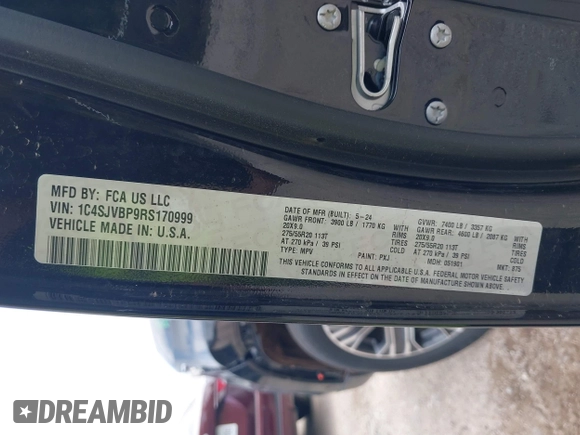 MFD BY: FCA US LLC
VIN: 1C4SJVBP9RS170999
VEHICLE MADE IN: U.S.A.
DATE OF MFR (BUILT): 5-24
GAWR FRONT: 3900 LB / 1770 KG
20X9.0 RIMS
275/55R20 113T TIRES
AT 270 kPa / 39 PSI COLD
TYPE: MPV PAINT: PXJ
GVWR: 7400 LB / 3357 KG
GAWR REAR: 4600 LB / 2087 KG
20X9.0 RIMS
275/55R20 113T TIRES
AT 270 kPa / 39 PSI COLD
MDH: 051901 MKT: 875
THIS VEHICLE CONFORMS TO ALL APPLICABLE U.S.A. FEDERAL MOTOR VEHICLE SAFETY
STANDARDS IN EFFECT ON THE DATE OF MANUFACTURE SHOWN ABOVE.
DREAMBID